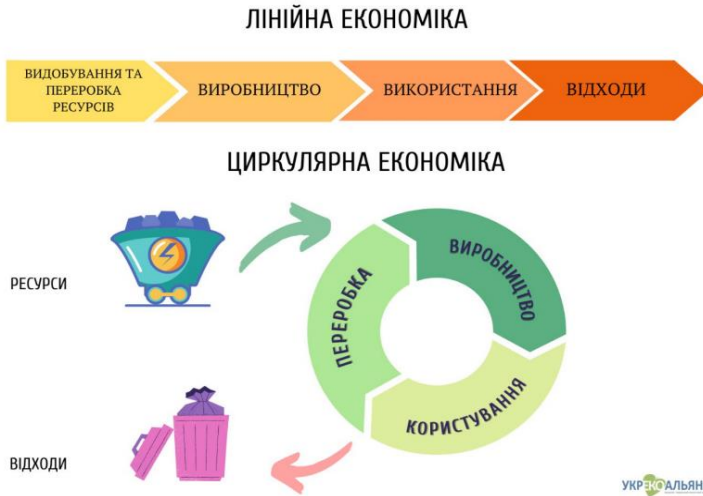 ЛІНІЙНА ЕКОНОМІКА
ВИДОБУВАННЯ ТА
ПЕРЕРОБКА
РЕСУРСІВ
ВИРОБНИЦТВО
ВИКОРИСТАННЯ
ВІДХОДИ
ЦИРКУЛЯРНА ЕКОНОМІКА
РЕСУРСИ
ПЕРЕРОБКА
ВИРОБНИЦТВО
КОРИСТУВАННЯ
ВІДХОДИ
УКРЕКОАЛЬЯН